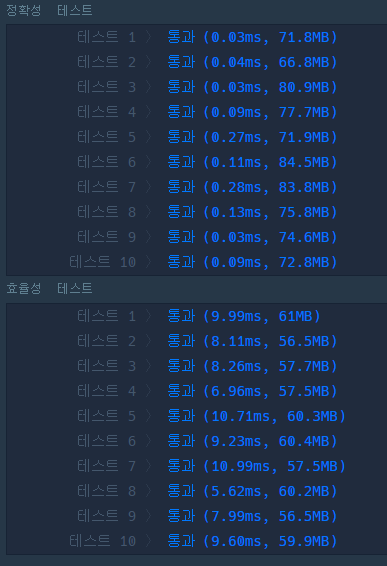 정확성 테스트
테스트 1 〉 통과 (0.03ms, 71.8MB)
테스트 2 〉 통과 (0.04ms, 66.8MB)
테스트 3 〉 통과 (0.03ms, 80.9MB)
테스트 4 〉 통과 (0.09ms, 77.7MB)
테스트 5 〉 통과 (0.27ms, 71.9MB)
테스트 6 〉 통과 (0.11ms, 84.5MB)
테스트 7 〉 통과 (0.28ms, 83.8MB)
테스트 8 〉 통과 (0.13ms, 75.8MB)
테스트 9 〉 통과 (0.03ms, 74.6MB)
테스트 10 〉 통과 (0.09ms, 72.8MB)
효율성 테스트
테스트 1 〉 통과 (9.99ms, 61MB)
테스트 2 〉 통과 (8.11ms, 56.5MB)
테스트 3 〉 통과 (8.26ms, 57.7MB)
테스트 4 〉 통과 (6.96ms, 57.5MB)
테스트 5 〉 통과 (10.71ms, 60.3MB)
테스트 6 〉 통과 (9.23ms, 60.4MB)
테스트 7 〉 통과 (10.99ms, 57.5MB)
테스트 8 〉 통과 (5.62ms, 60.2MB)
테스트 9 〉 통과 (7.99ms, 56.5MB)
테스트 10 〉 통과 (9.60ms, 59.9MB)